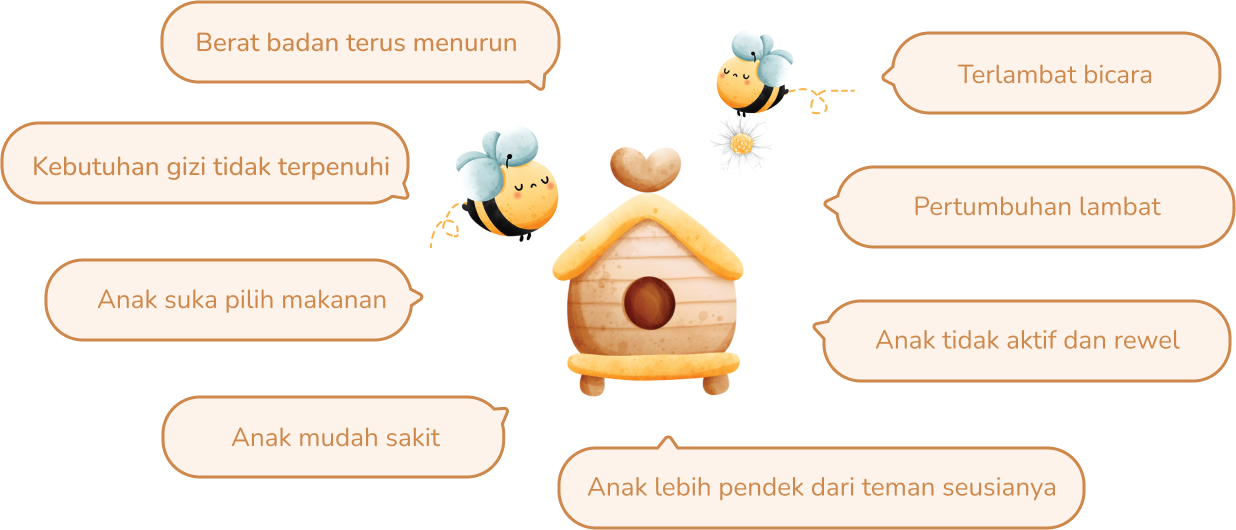 Berat badan terus menurun
Terlambat bicara
Kebutuhan gizi tidak terpenuhi
Pertumbuhan lambat
Anak suka pilih makanan
Anak tidak aktif dan rewel
Anak mudah sakit
Anak lebih pendek dari teman seusianya